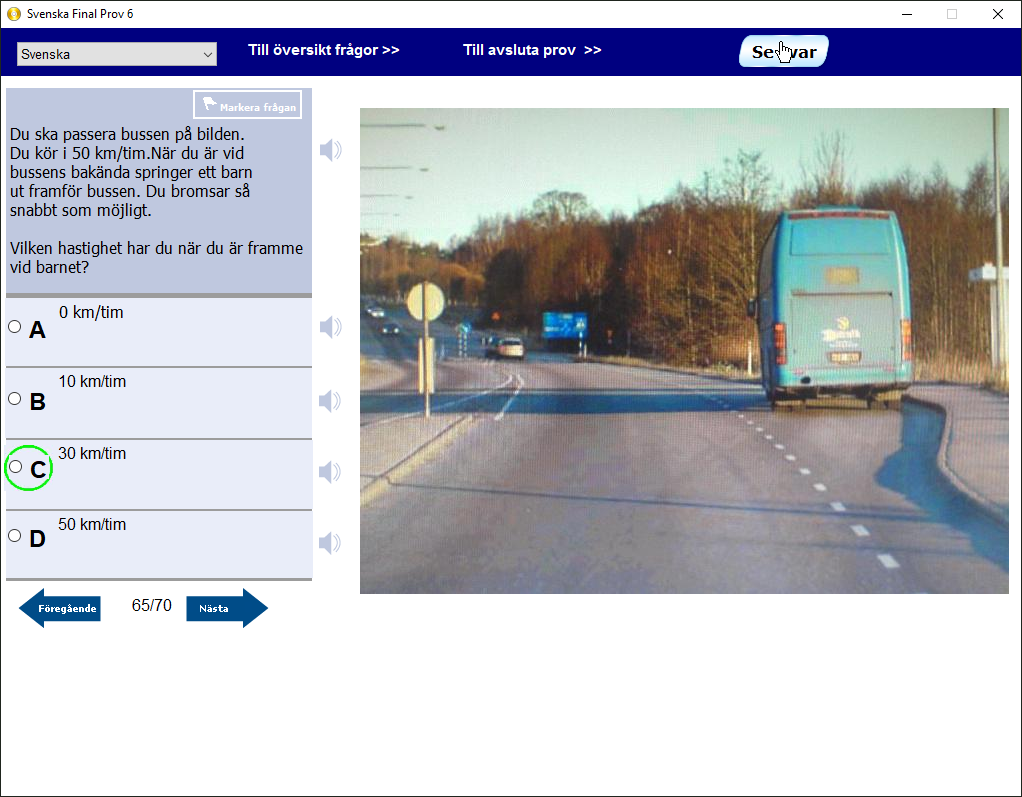 Svenska Final Prov 6
Svenska
Till översikt frågor >>
Till avsluta prov >>
Markera frågan
Du ska passera bussen på bilden.
Du kör i 50 km/tim.När du är vid
bussens bakända springer ett barn
ut framför bussen. Du bromsar så
snabbt som möjligt.
Vilken hastighet har du när du är framme
vid barnet?
A
0 km/tim
B
10 km/tim
C
30 km/tim
D
50 km/tim
Föregående
65/70
Nästa